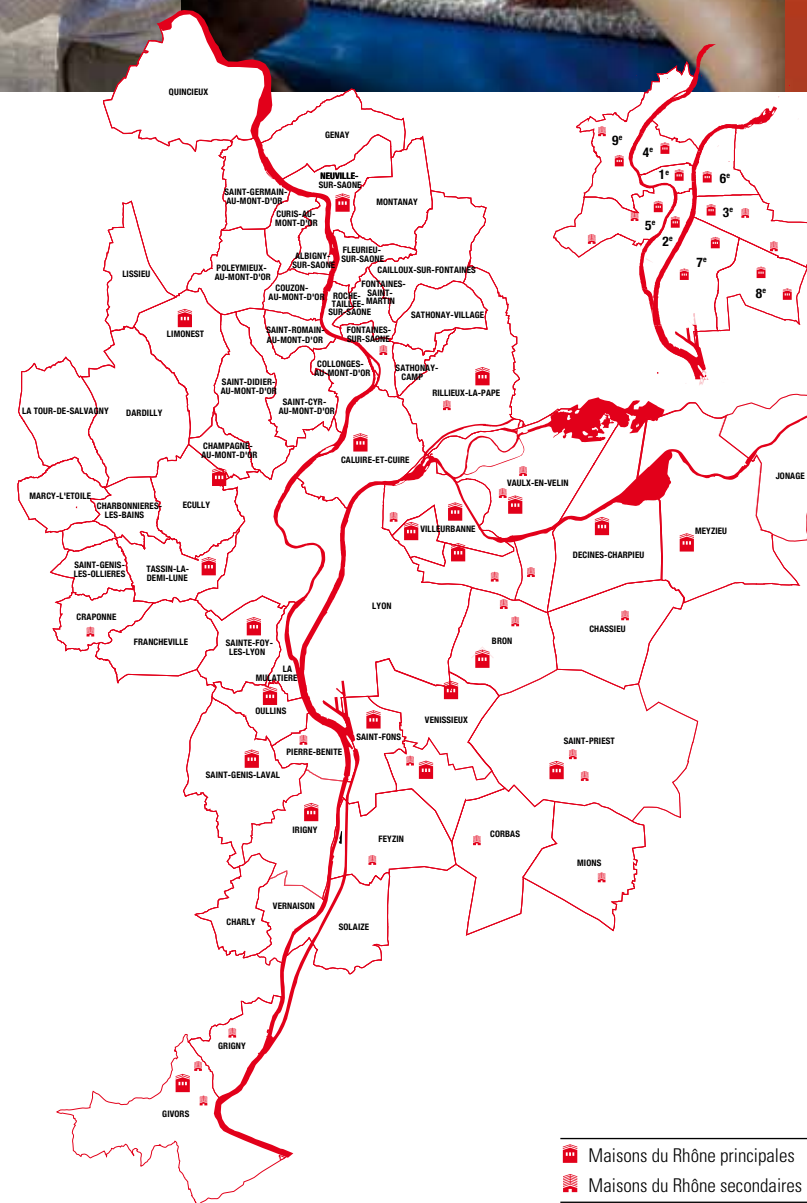 QUINCIEUX
GENAY
NEUVILLE-
SUR-SAONE
MONTANAY
SAINT-GERMAIN-
AU-MONT-D'OR
CURIS-AU-
MONT-D'OR
ALBIGNY-
SUR-SAONE
FLEURIEU-
SUR-SAONE
LISSIEU
POLEYMIEUX-
AU-MONT-D'OR
CAILLOUX-SUR-FONTAINES
COUZON-
AU-MONT-D'OR
ROCHE-
TAILLEE-
SUR-SAONE
FONTAINES-
SAINT-
MARTIN
SATHONAY-VILLAGE
LIMONEST
SAINT-ROMAIN-
AU-MONT-D'OR
FONTAINES-
SUR-SAONE
COLLONGES-
AU-MONT-D'OR
SATHONAY-
CAMP
RILLIEUX-LA-PAPE
LA TOUR-DE-SALVAGNY
DARDILLY
SAINT-DIDIER-
AU-MONT-D'OR
SAINT-CYR-
AU-MONT-D'OR
CHAMPAGNE-
AU-MONT-D'OR
CALUIRE-ET-CUIRE
MARCY-L'ETOILE
CHARBONNIERES-
LES-BAINS
ECULLY
VAULX-EN-VELIN
JONAGE
VILLEURBANNE
MEYZIEU
DECINES-CHARPIEU
SAINT-GENIS-
LES-OLLIERES
TASSIN-LA-
DEMI-LUNE
LYON
CRAPONNE
FRANCHEVILLE
SAINTE-FOY-
LES-LYON
BRON
CHASSIEU
LA
MULATIERE
OULLINS
VENISSIEUX
SAINT-FONS
SAINT-PRIEST
PIERRE-BENITE
SAINT-GENIS-LAVAL
IRIGNY
FEYZIN
CORBAS
MIONS
VERNAISON
CHARLY
SOLAIZE
GRIGNY
GIVORS
9e
4e
1e
6e
5e
2e
3e
7e
8e
Maisons du Rhône principales
Maisons du Rhône secondaires